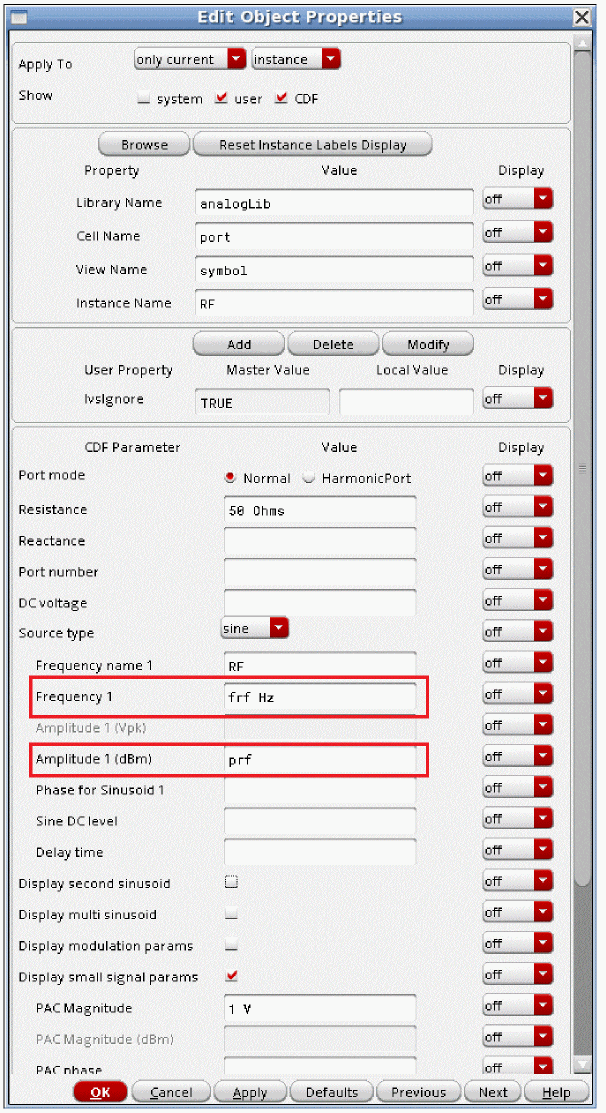 Edit Object Properties
Apply To only current instance
Show system user CDF
Browse Reset Instance Labels Display
Property Value Display
Library Name analogLib off
Cell Name port off
View Name symbol off
Instance Name RF off
Add Delete Modify
User Property Master Value Local Value Display
lvsIgnore TRUE off
CDF Parameter Value Display
Port mode Normal HarmonicPort off
Resistance 50 Ohms off
Reactance off
Port number off
DC voltage off
Source type sine off
Frequency name 1 RF off
Frequency 1 frf Hz off
Amplitude 1 (Vpk) off
Amplitude 1 (dBm) prf off
Phase for Sinusoid 1 off
Sine DC level off
Delay time off
Display second sinusoid off
Display multi sinusoid off
Display modulation params off
Display small signal params off
PAC Magnitude 1 V off
PAC Magnitude (dBm) off
PAC phase off
OK Cancel Apply Defaults Previous Next Help